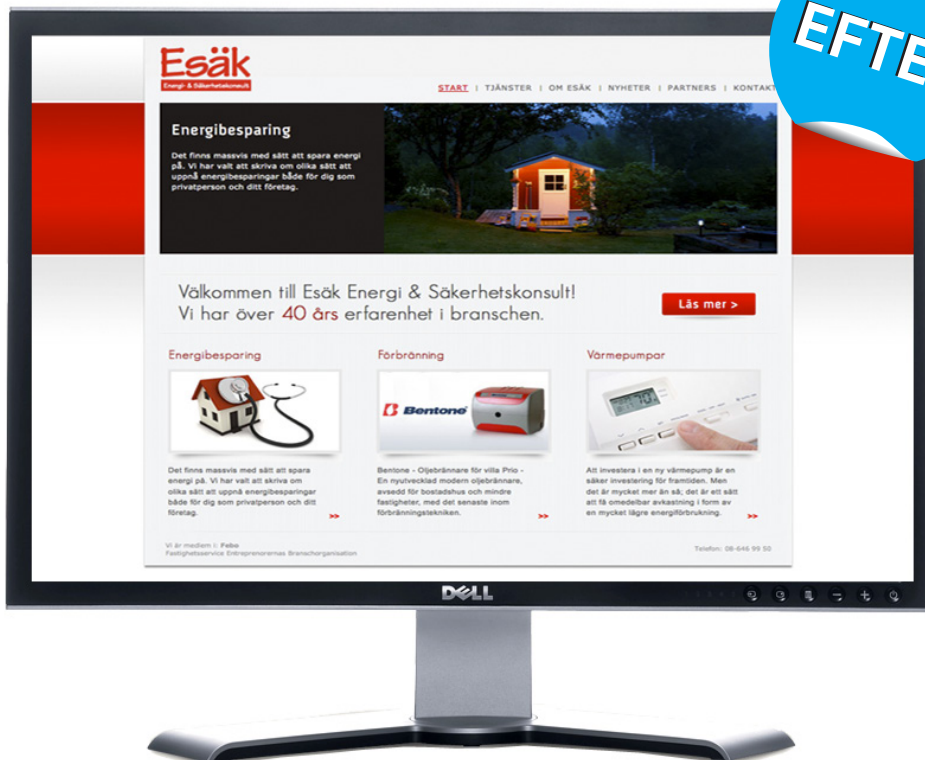 EFTE
Esäk
Energi- & Säkerhetskonsult
START | TJÄNSTER | OM ESÄK | NYHETER | PARTNERS | KONTAKT
Energibesparing
Det finns massvis med sätt att spara energi
på. Vi har valt att skriva om olika sätt att
uppnå energibesparingar både för dig som
privatperson och ditt företag.
Välkommen till Esäk Energi & Säkerhetskonsult!
Vi har över 40 års erfarenhet i branschen.
Läs mer >
Energibesparing
Det finns massvis med sätt att spara
energi på. Vi har valt att skriva om
olika sätt att uppnå energibesparingar
både för dig som privatperson och ditt
företag.
>>
Förbränning
Bentone
Bentone - Oljebrännare för villa Prio -
En nyutvecklad modern oljebrännare,
avsedd för bostadshus och mindre
fastigheter, med det senaste inom
förbränningstekniken.
>>
Värmepumpar
70
Att investera i en ny värmepump är en
säker investering för framtiden. Men
det är mycket mer än så; det är ett sätt
att få omedelbar avkastning i form av
en mycket lägre energiförbrukning.
>>
Vi är medlem i: Febo
Fastighetsservice Entreprenorernas Branschorganisation
Telefon: 08-646 99 50
DELL